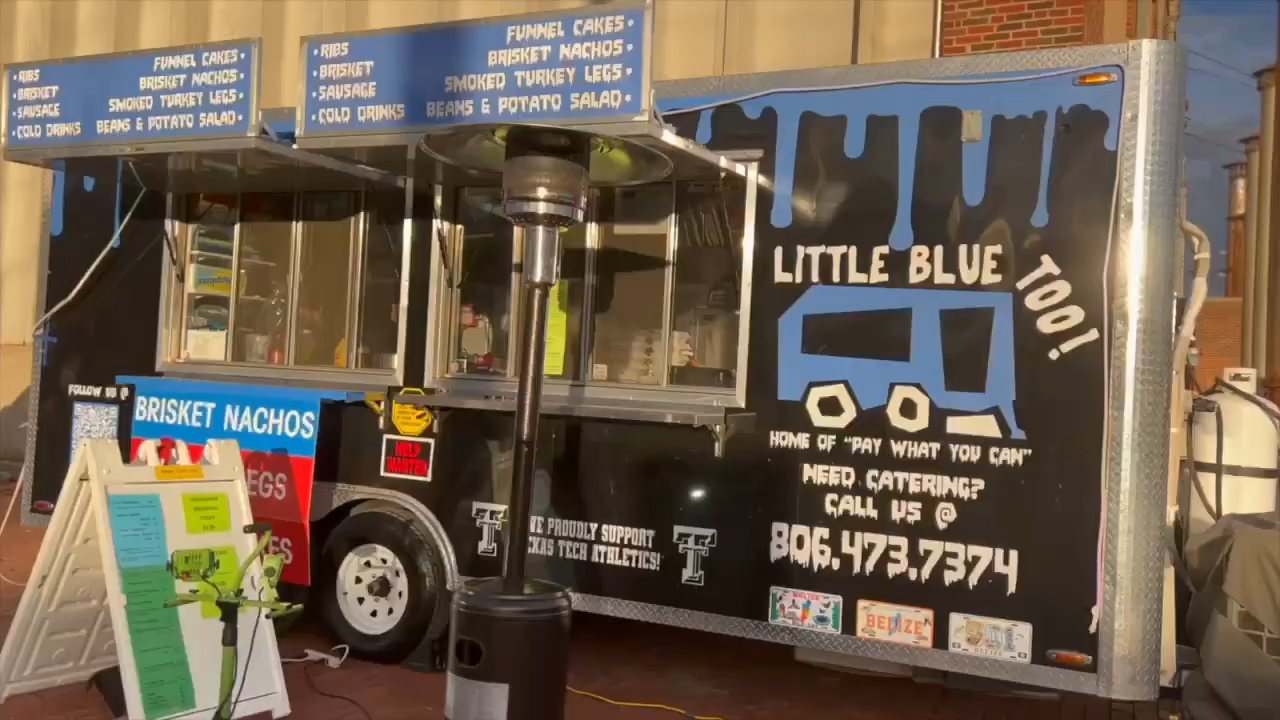 • RIBS
• BRISKET
• SAUSAGE
• COLD DRINKS
FUNNEL CAKES •
BRISKET NACHOS •
SMOKED TURKEY LEGS •
BEANS & POTATO SALAD •
• RIBS
• BRISKET
• SAUSAGE
• COLD DRINKS
FUNNEL CAKES •
BRISKET NACHOS •
SMOKED TURKEY LEGS •
BEANS & POTATO SALAD •
LITTLE BLUE TOO!
HOME OF "PAY WHAT YOU CAN"
NEED CATERING?
CALL US @
806.473.7374
BELIZE
FOLLOW US @
BRISKET NACHOS
EGS
ES
HELP
WANTED
T
WE PROUDLY SUPPORT
EXAS TECH ATHLETICS!
T